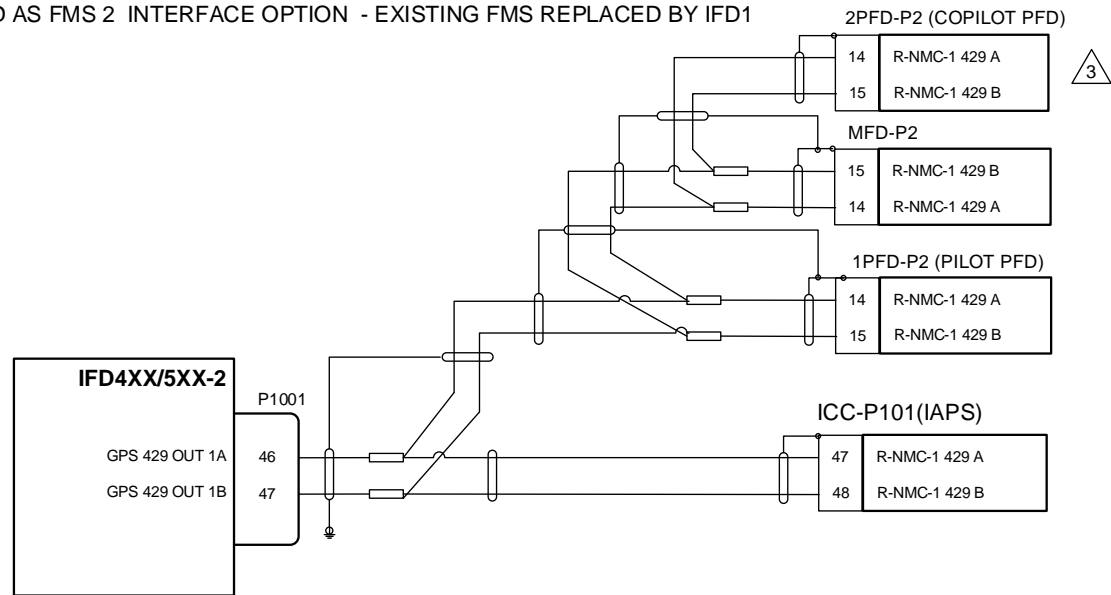 AS FMS 2 INTERFACE OPTION - EXISTING FMS REPLACED BY IFD1
2PFD-P2 (COPILOT PFD)
14 R-NMC-1 429 A
15 R-NMC-1 429 B
3
MFD-P2
15 R-NMC-1 429 B
14 R-NMC-1 429 A
1PFD-P2 (PILOT PFD)
14 R-NMC-1 429 A
15 R-NMC-1 429 B
IFD4XX/5XX-2
P1001
GPS 429 OUT 1A 46
GPS 429 OUT 1B 47
ICC-P101(IAPS)
47 R-NMC-1 429 A
48 R-NMC-1 429 B